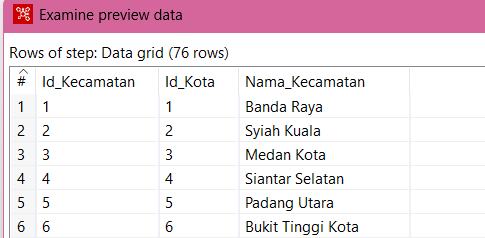 Examine preview data
Rows of step: Data grid (76 rows)
# Id_Kecamatan Id_Kota Nama_Kecamatan
1 1 1 Banda Raya
2 2 2 Syiah Kuala
3 3 3 Medan Kota
4 4 4 Siantar Selatan
5 5 5 Padang Utara
6 6 6 Bukit Tinggi Kota